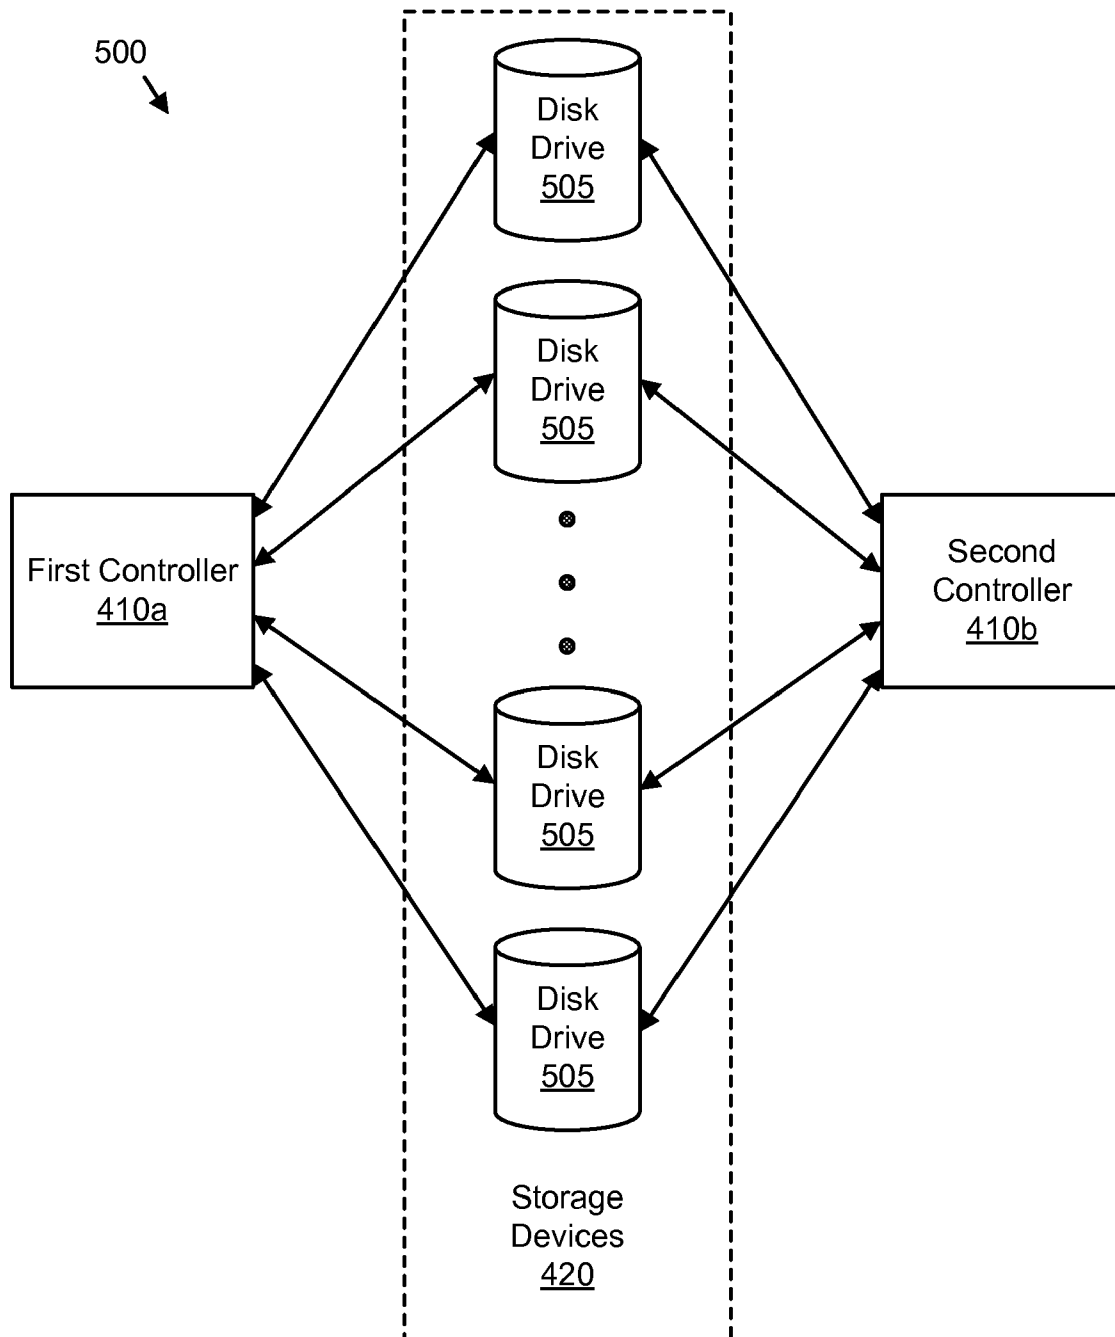 500
Disk
Drive
505
Disk
Drive
505
First Controller
410a
Second
Controller
410b
Disk
Drive
505
Disk
Drive
505
Storage
Devices
420